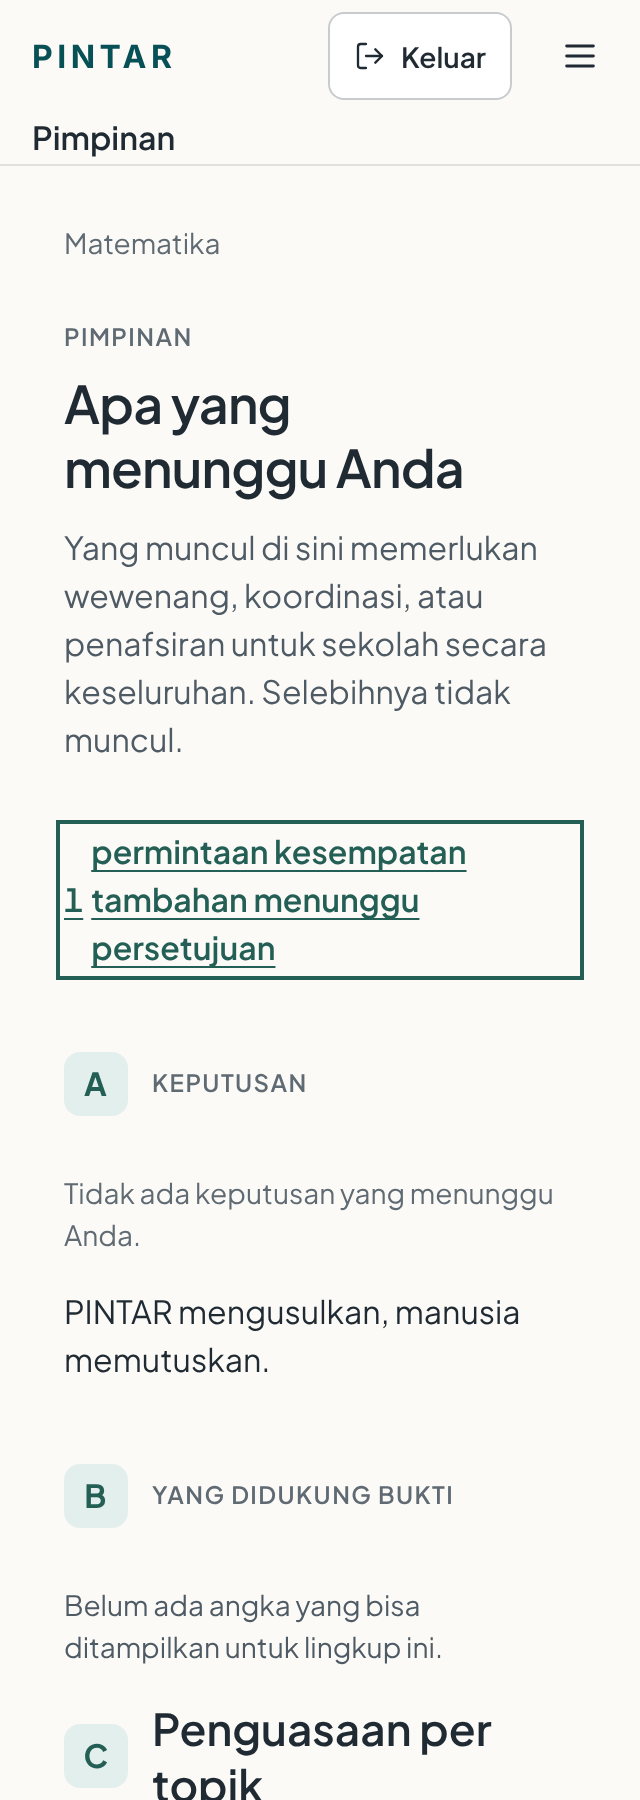 PINTAR
Keluar
Pimpinan
Matematika
PIMPINAN
Apa yang
menunggu Anda
Yang muncul di sini memerlukan
wewenang, koordinasi, atau
penafsiran untuk sekolah secara
keseluruhan. Selebihnya tidak
muncul.
permintaan kesempatan
1 tambahan menunggu
persetujuan
A KEPUTUSAN
Tidak ada keputusan yang menunggu
Anda.
PINTAR mengusulkan, manusia
memutuskan.
B YANG DIDUKUNG BUKTI
Belum ada angka yang bisa
ditampilkan untuk lingkup ini.
C Penguasaan per
topik